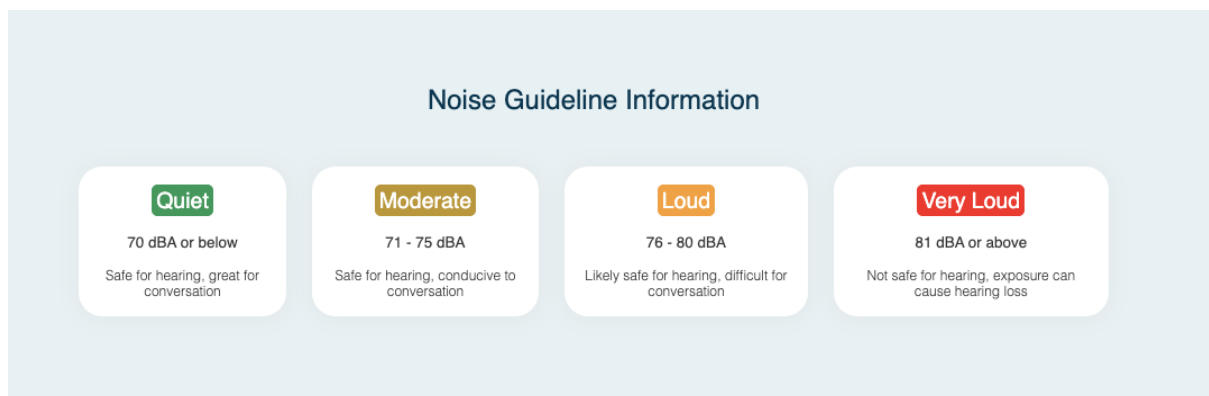 Noise Guideline Information
Quiet
70 dBA or below
Safe for hearing, great for
conversation
Moderate
71 - 75 dBA
Safe for hearing, conducive to
conversation
Loud
76 - 80 dBA
Likely safe for hearing, difficult for
conversation
Very Loud
81 dBA or above
Not safe for hearing, exposure can
cause hearing loss